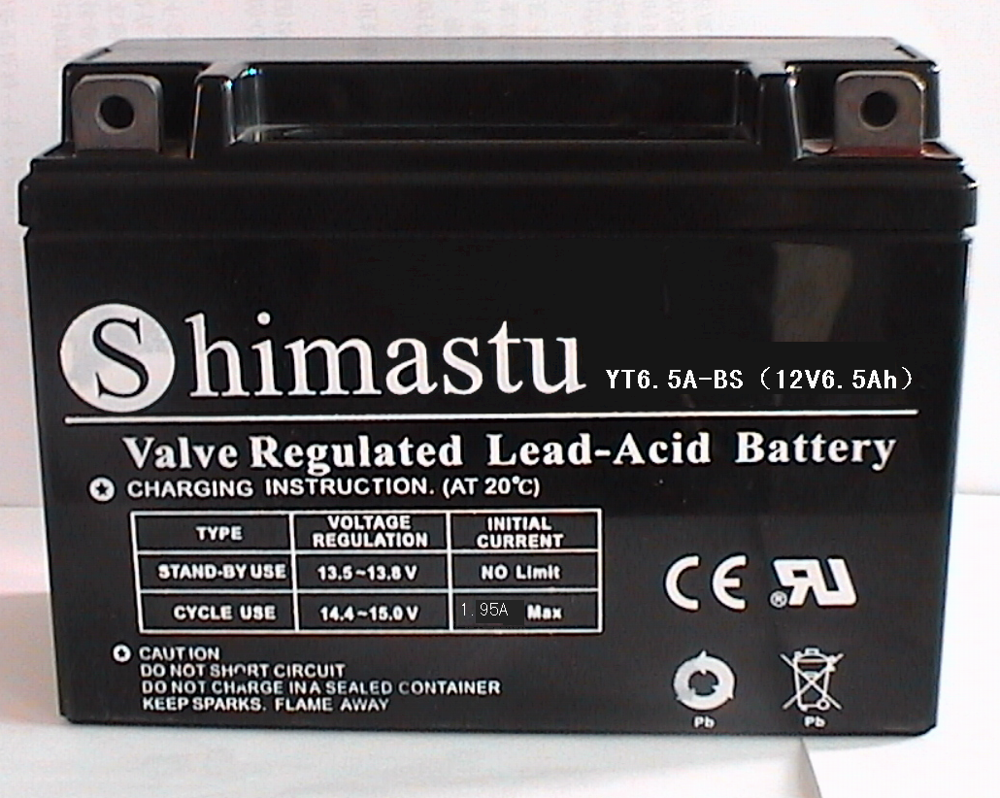 Shimastu YT6.5A-BS（12V6.5Ah）
Valve Regulated Lead-Acid Battery
CHARGING INSTRUCTION. (AT 20℃)
TYPE VOLTAGE REGULATION INITIAL CURRENT
STAND-BY USE 13.5~13.8 V NO Limit
CYCLE USE 14.4~15.0 V 1.95A Max
CAUTION
DO NOT SHORT CIRCUIT
DO NOT CHARGE IN A SEALED CONTAINER
KEEP SPARKS. FLAME AWAY
CE ® RU
Pb Pb